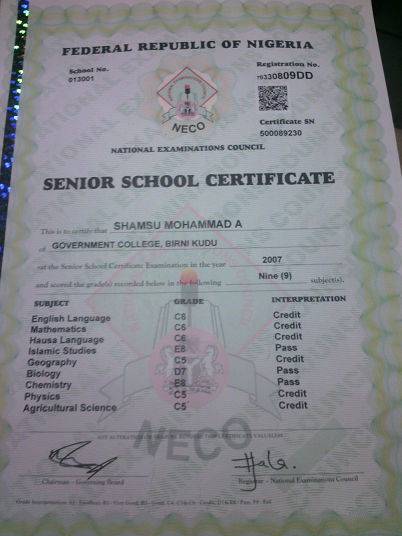 FEDERAL REPUBLIC OF NIGERIA
School No.
013001
Registration No.
70330809DD
Certificate SN
500089230
NECO
NATIONAL EXAMINATIONS COUNCIL
SENIOR SCHOOL CERTIFICATE
This is to certify that SHAMSU MOHAMMAD A
of GOVERNMENT COLLEGE, BIRNI KUDU
sat the Senior School Certificate Examination in the year 2007
and scored the grade(s) recorded below in the following Nine (9) subject(s).
SUBJECT GRADE INTERPRETATION
English Language C6 Credit
Mathematics C6 Credit
Hausa Language C6 Credit
Islamic Studies E8 Pass
Geography C5 Credit
Biology D7 Pass
Chemistry E8 Pass
Physics C5 Credit
Agricultural Science C5 Credit
NECO
ANY ALTERATION OR ERASURE RENDERS THIS CERTIFICATE VALUELESS
Chairman - Governing Board
Registrar - National Examinations Council